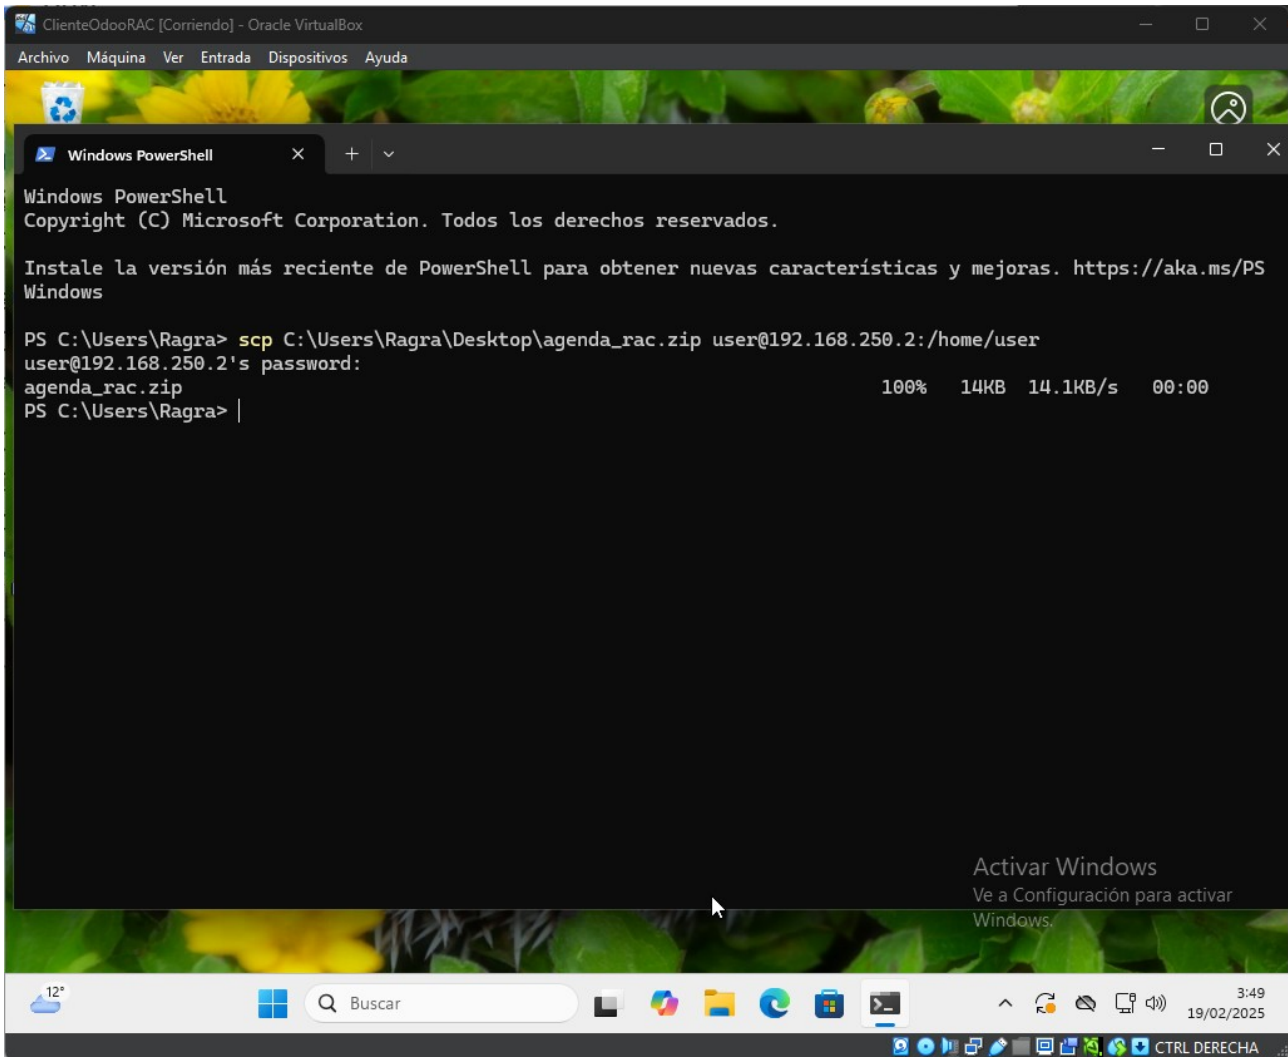 ClienteOdooRAC [Corriendo] - Oracle VirtualBox
Archivo Máquina Ver Entrada Dispositivos Ayuda
Windows PowerShell
Windows PowerShell
Copyright (C) Microsoft Corporation. Todos los derechos reservados.
Instale la versión más reciente de PowerShell para obtener nuevas características y mejoras. https://aka.ms/PS
Windows
PS C:\Users\Ragra> scp C:\Users\Ragra\Desktop\agenda_rac.zip user@192.168.250.2:/home/user
user@192.168.250.2's password:
agenda_rac.zip 100% 14KB 14.1KB/s 00:00
PS C:\Users\Ragra>
Activar Windows
Ve a Configuración para activar
Windows.
12°
Buscar
3:49
19/02/2025
CTRL DERECHA